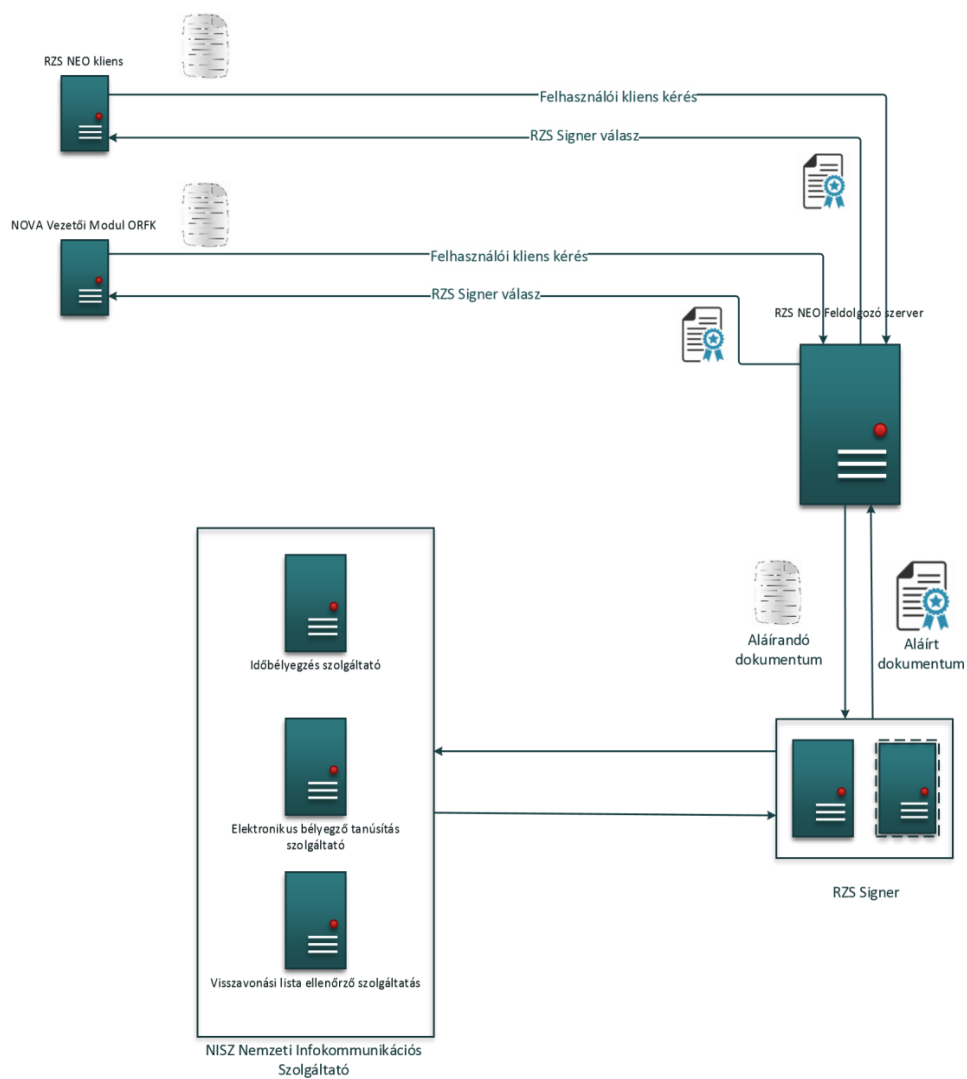 RZS NEO kliens
Felhasználói kliens kérés
RZS Signer válasz
NOVA Vezetői Modul ORFK
Felhasználói kliens kérés
RZS Signer válasz
RZS NEO Feldolgozó szerver
Aláírandó
dokumentum
Aláírt
dokumentum
Időbélyegzés szolgáltató
Elektronikus bélyegző tanúsítás
szolgáltató
Visszavonási lista ellenőrző szolgáltatás
RZS Signer
NISZ Nemzeti Infokommunikációs
Szolgáltató